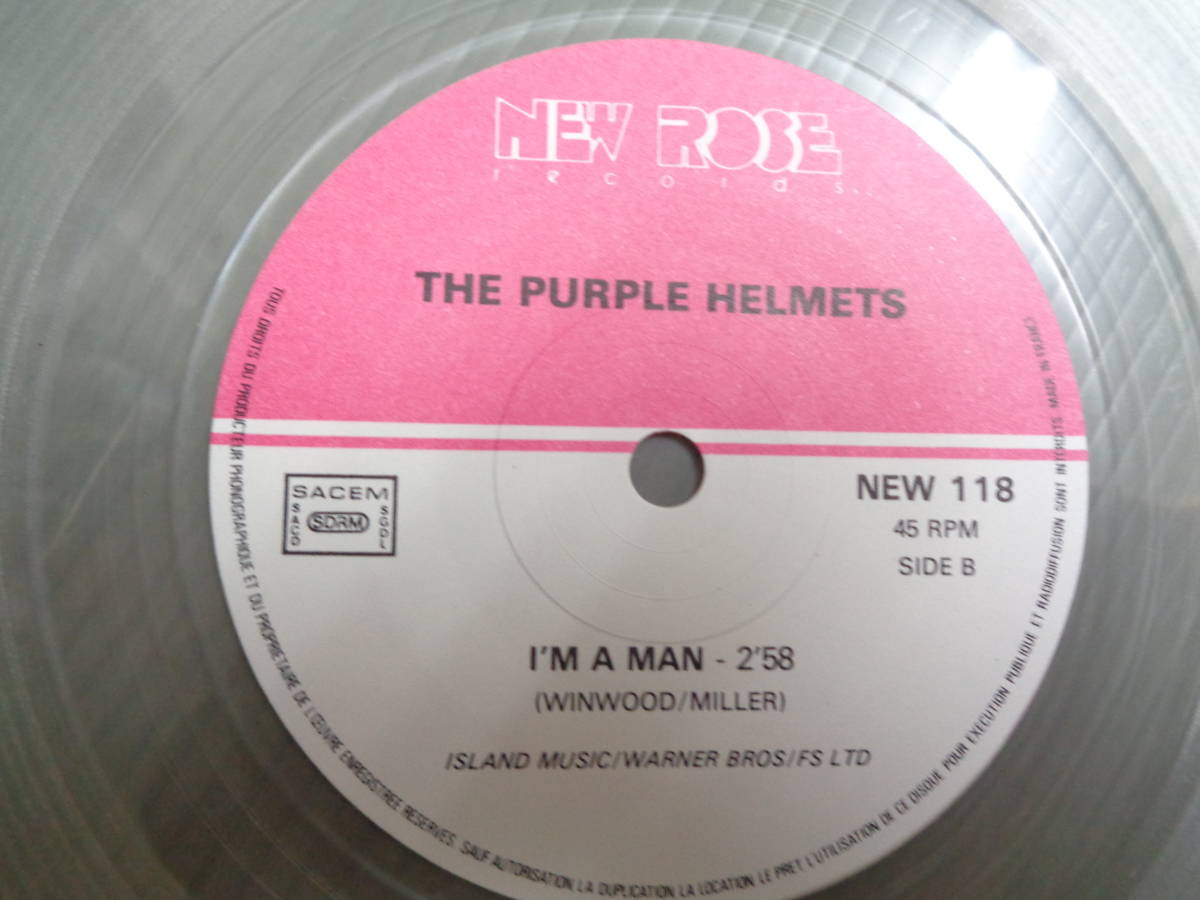 NEW ROSE
records
THE PURPLE HELMETS
SACEM
SACD
SDRM
SGDL
NEW 118
45 RPM
SIDE B
I'M A MAN - 2'58
(WINWOOD/MILLER)
ISLAND MUSIC/WARNER BROS/FS LTD
TOUS DROITS DU PRODUCTEUR PHONOGRAPHIQUE ET DU PROPRIETAIRE DE L'ŒUVRE ENREGISTREE RESERVES. SAUF AUTORISATION LA DUPLICATION LA LOCATION LE PRET L'UTILISATION DE CE DISQUE POUR EXECUTION PUBLIQUE ET RADIODIFFUSION SONT INTERDITS MADE IN FRANCE